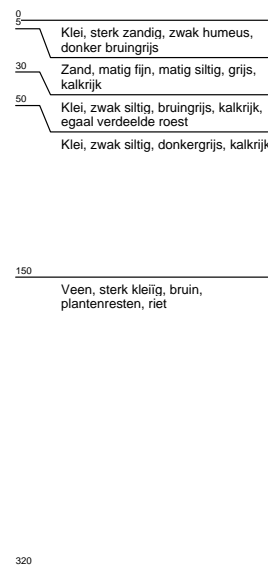 0
5
Klei, sterk zandig, zwak humeus,
donker bruingrijs
30
Zand, matig fijn, matig siltig, grijs,
kalkrijk
50
Klei, zwak siltig, bruingrijs, kalkrijk,
egaal verdeelde roest
Klei, zwak siltig, donkergrijs, kalkrijk
150
Veen, sterk kleiïg, bruin,
plantenresten, riet
320